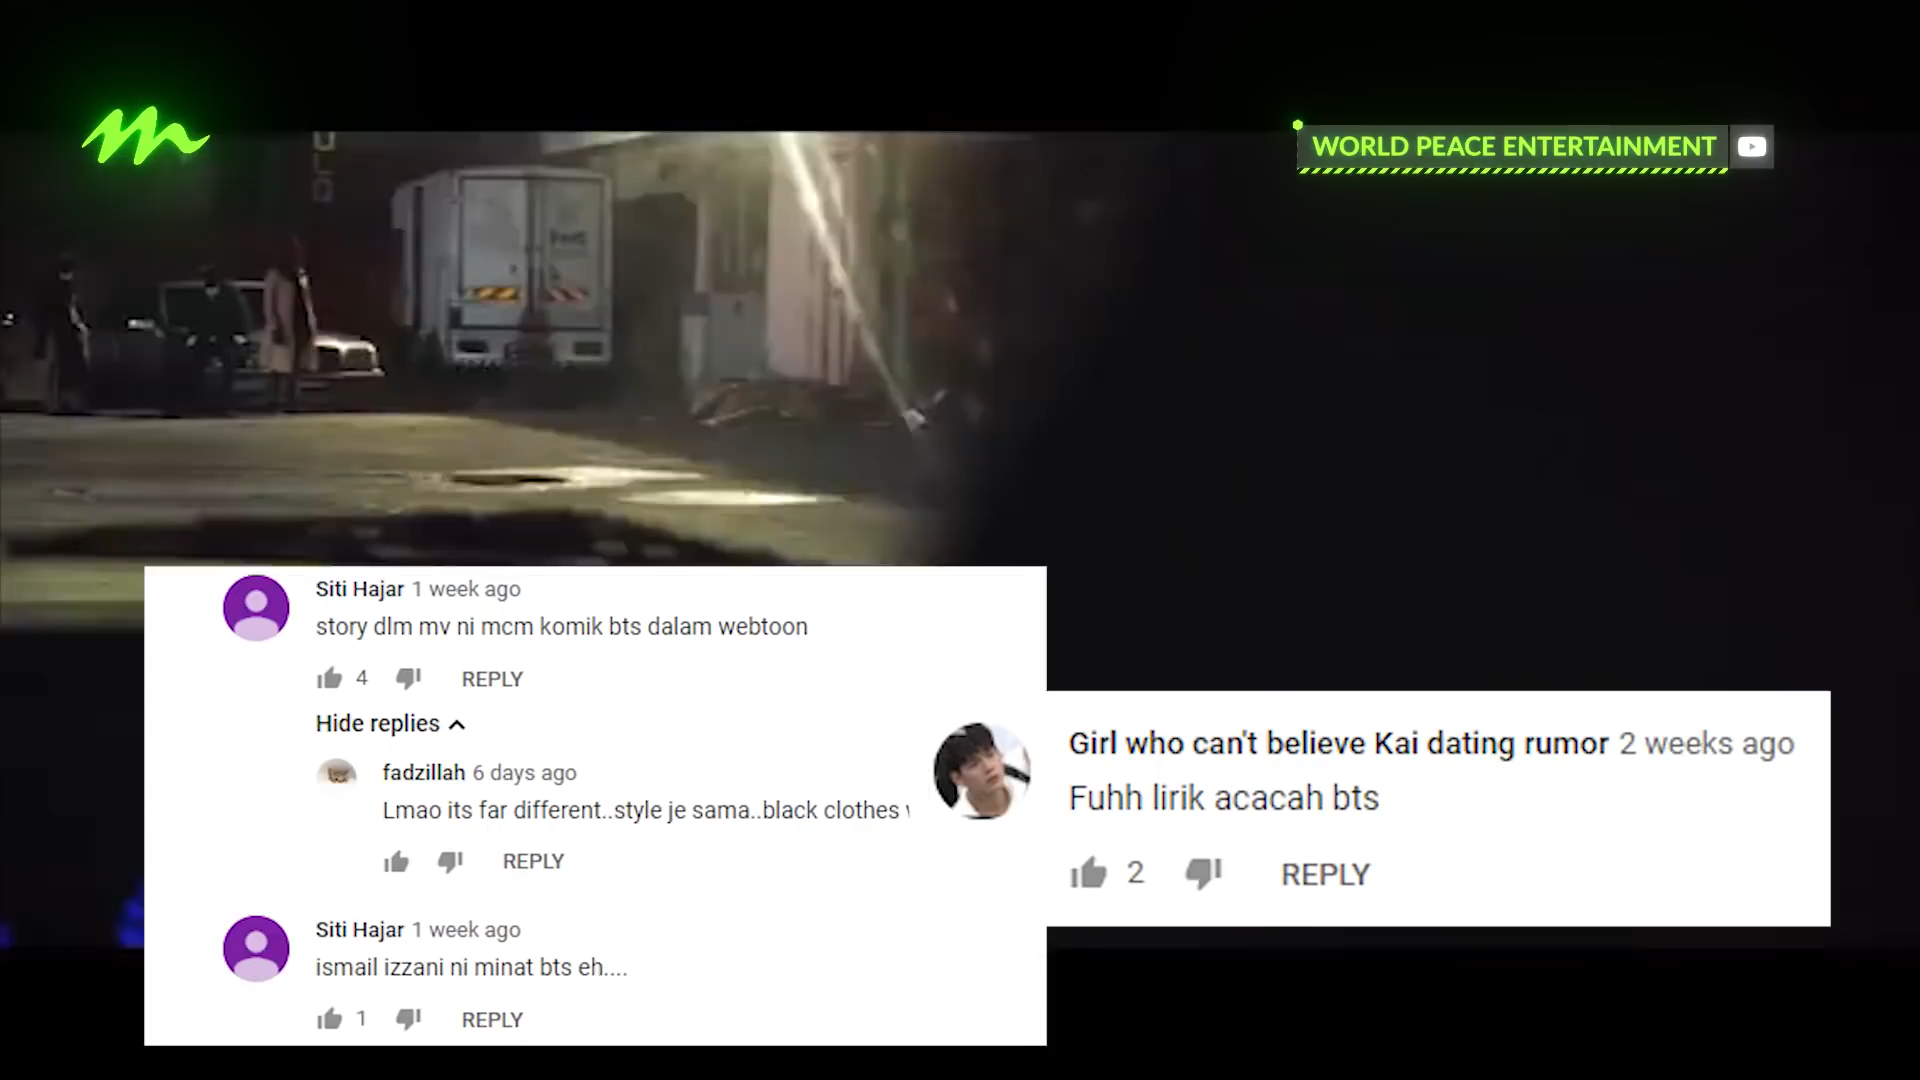 WORLD PEACE ENTERTAINMENT
Siti Hajar 1 week ago
story dlm mv ni mcm komik bts dalam webtoon
4 REPLY
Hide replies
fadzillah 6 days ago
Lmao its far different..style je sama..black clothes
REPLY
Siti Hajar 1 week ago
ismail izzani ni minat bts eh....
1 REPLY
Girl who can't believe Kai dating rumor 2 weeks ago
Fuhh lirik acacah bts
2 REPLY